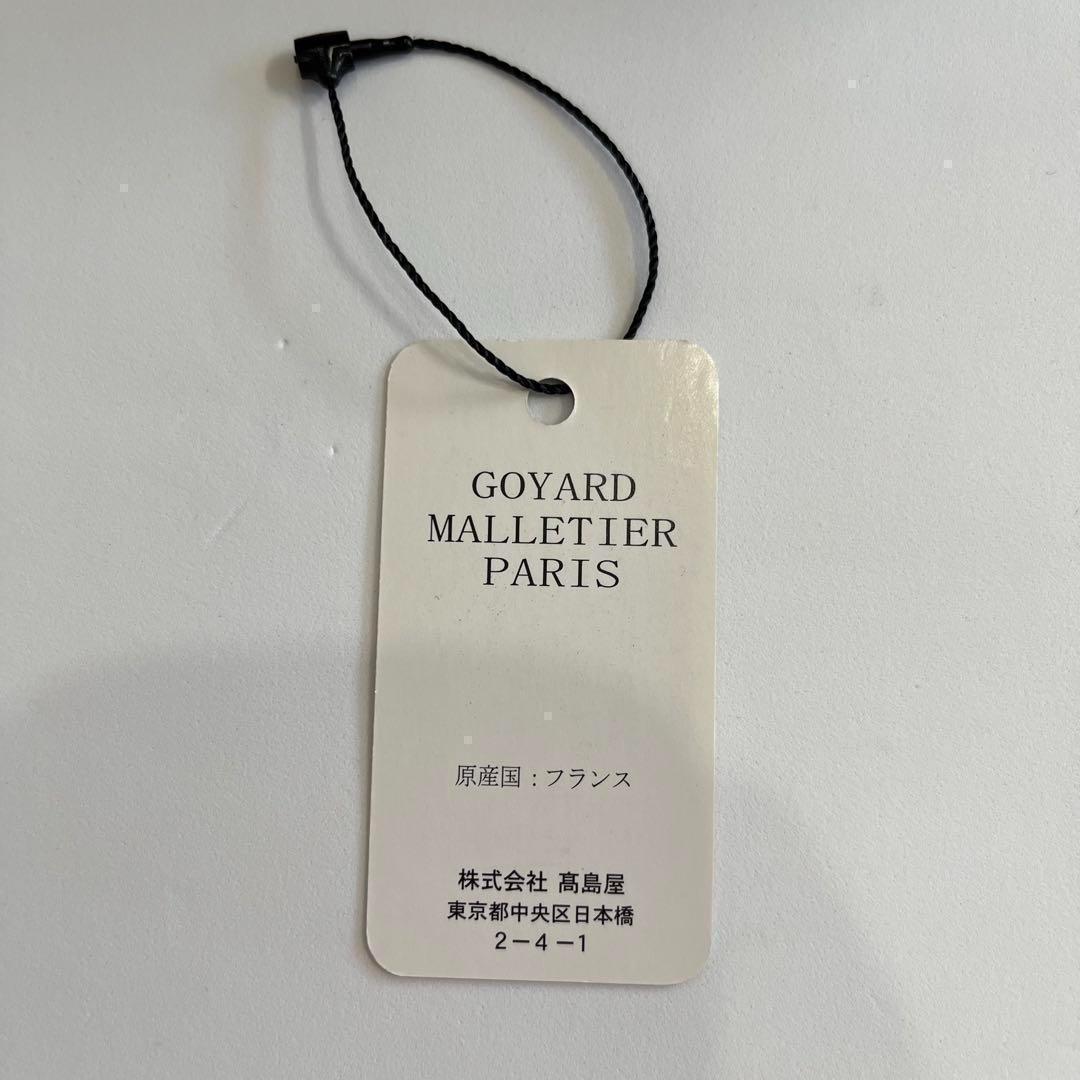 GOYARD
MALLETIER
PARIS
原産国：フランス
株式会社 髙島屋
東京都中央区日本橋
2－4－1